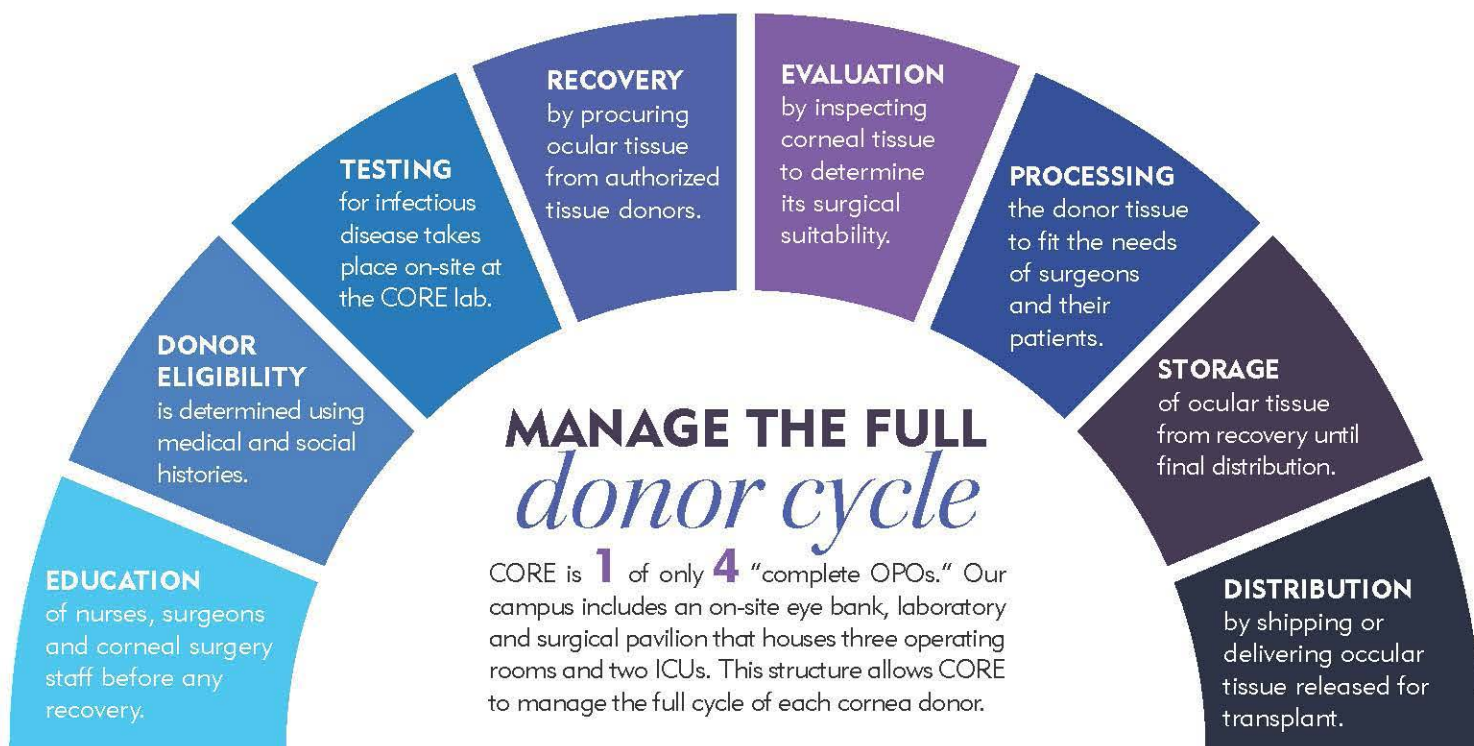 EDUCATION
of nurses, surgeons
and corneal surgery
staff before any
recovery.
DONOR
ELIGIBILITY
is determined using
medical and social
histories.
TESTING
for infectious
disease takes
place on-site at
the CORE lab.
RECOVERY
by procuring
ocular tissue
from authorized
tissue donors.
EVALUATION
by inspecting
corneal tissue
to determine
its surgical
suitability.
PROCESSING
the donor tissue
to fit the needs
of surgeons
and their
patients.
STORAGE
of ocular tissue
from recovery until
final distribution.
DISTRIBUTION
by shipping or
delivering occular
tissue released for
transplant.
MANAGE THE FULL
donor cycle
CORE is 1 of only 4 “complete OPOs.” Our
campus includes an on-site eye bank, laboratory
and surgical pavilion that houses three operating
rooms and two ICUs. This structure allows CORE
to manage the full cycle of each cornea donor.